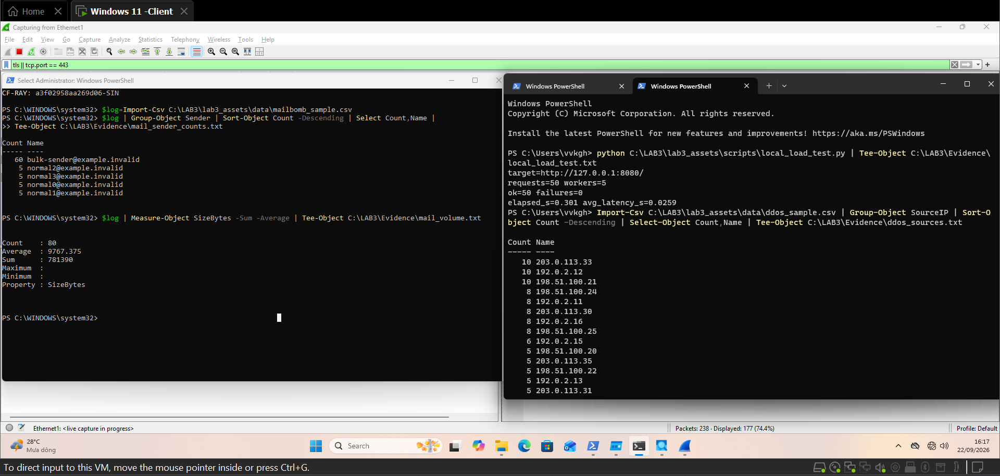 Home
Windows 11 -Client
Capturing from Ethernet1
File Edit View Go Capture Analyze Statistics Telephony Wireless Tools Help
tls || tcp.port == 443
Select Administrator: Windows PowerShell
CF-RAY: a3f02958aa269d06-SIN
PS C:\WINDOWS\system32> $log=Import-Csv C:\LAB3\lab3_assets\data\mailbomb_sample.csv
PS C:\WINDOWS\system32> $log | Group-Object Sender | Sort-Object Count -Descending | Select Count,Name |
>> Tee-Object C:\LAB3\Evidence\mail_sender_counts.txt
Count Name
----- ----
60 bulk-sender@example.invalid
5 normal2@example.invalid
5 normal3@example.invalid
5 normal0@example.invalid
5 normal1@example.invalid
PS C:\WINDOWS\system32> $log | Measure-Object SizeBytes -Sum -Average | Tee-Object C:\LAB3\Evidence\mail_volume.txt
Count : 80
Average : 9767.375
Sum : 781390
Maximum :
Minimum :
Property : SizeBytes
PS C:\WINDOWS\system32>
Windows PowerShell
Windows PowerShell
Windows PowerShell
Copyright (C) Microsoft Corporation. All rights reserved.
Install the latest PowerShell for new features and improvements! https://aka.ms/PSWindows
PS C:\Users\vvkgh> python C:\LAB3\lab3_assets\scripts\local_load_test.py | Tee-Object C:\LAB3\Evidence\
local_load_test.txt
target=http://127.0.0.1:8080/
requests=50 workers=5
ok=50 failures=0
elapsed_s=0.301 avg_latency_s=0.0259
PS C:\Users\vvkgh> Import-Csv C:\LAB3\lab3_assets\data\ddos_sample.csv | Group-Object SourceIP | Sort-O
bject Count -Descending | Select-Object Count,Name | Tee-Object C:\LAB3\Evidence\ddos_sources.txt
Count Name
----- ----
10 203.0.113.33
10 192.0.2.12
10 198.51.100.21
8 198.51.100.24
8 192.0.2.11
8 203.0.113.30
8 192.0.2.16
8 198.51.100.25
6 192.0.2.15
5 198.51.100.20
5 203.0.113.35
5 198.51.100.22
5 192.0.2.13
5 203.0.113.31
Ethernet1: <live capture in progress>
Packets: 238 · Displayed: 177 (74.4%)
Profile: Default
28°C
Mưa dông
Search
16:17
22/09/2026
To direct input to this VM, move the mouse pointer inside or press Ctrl+G.